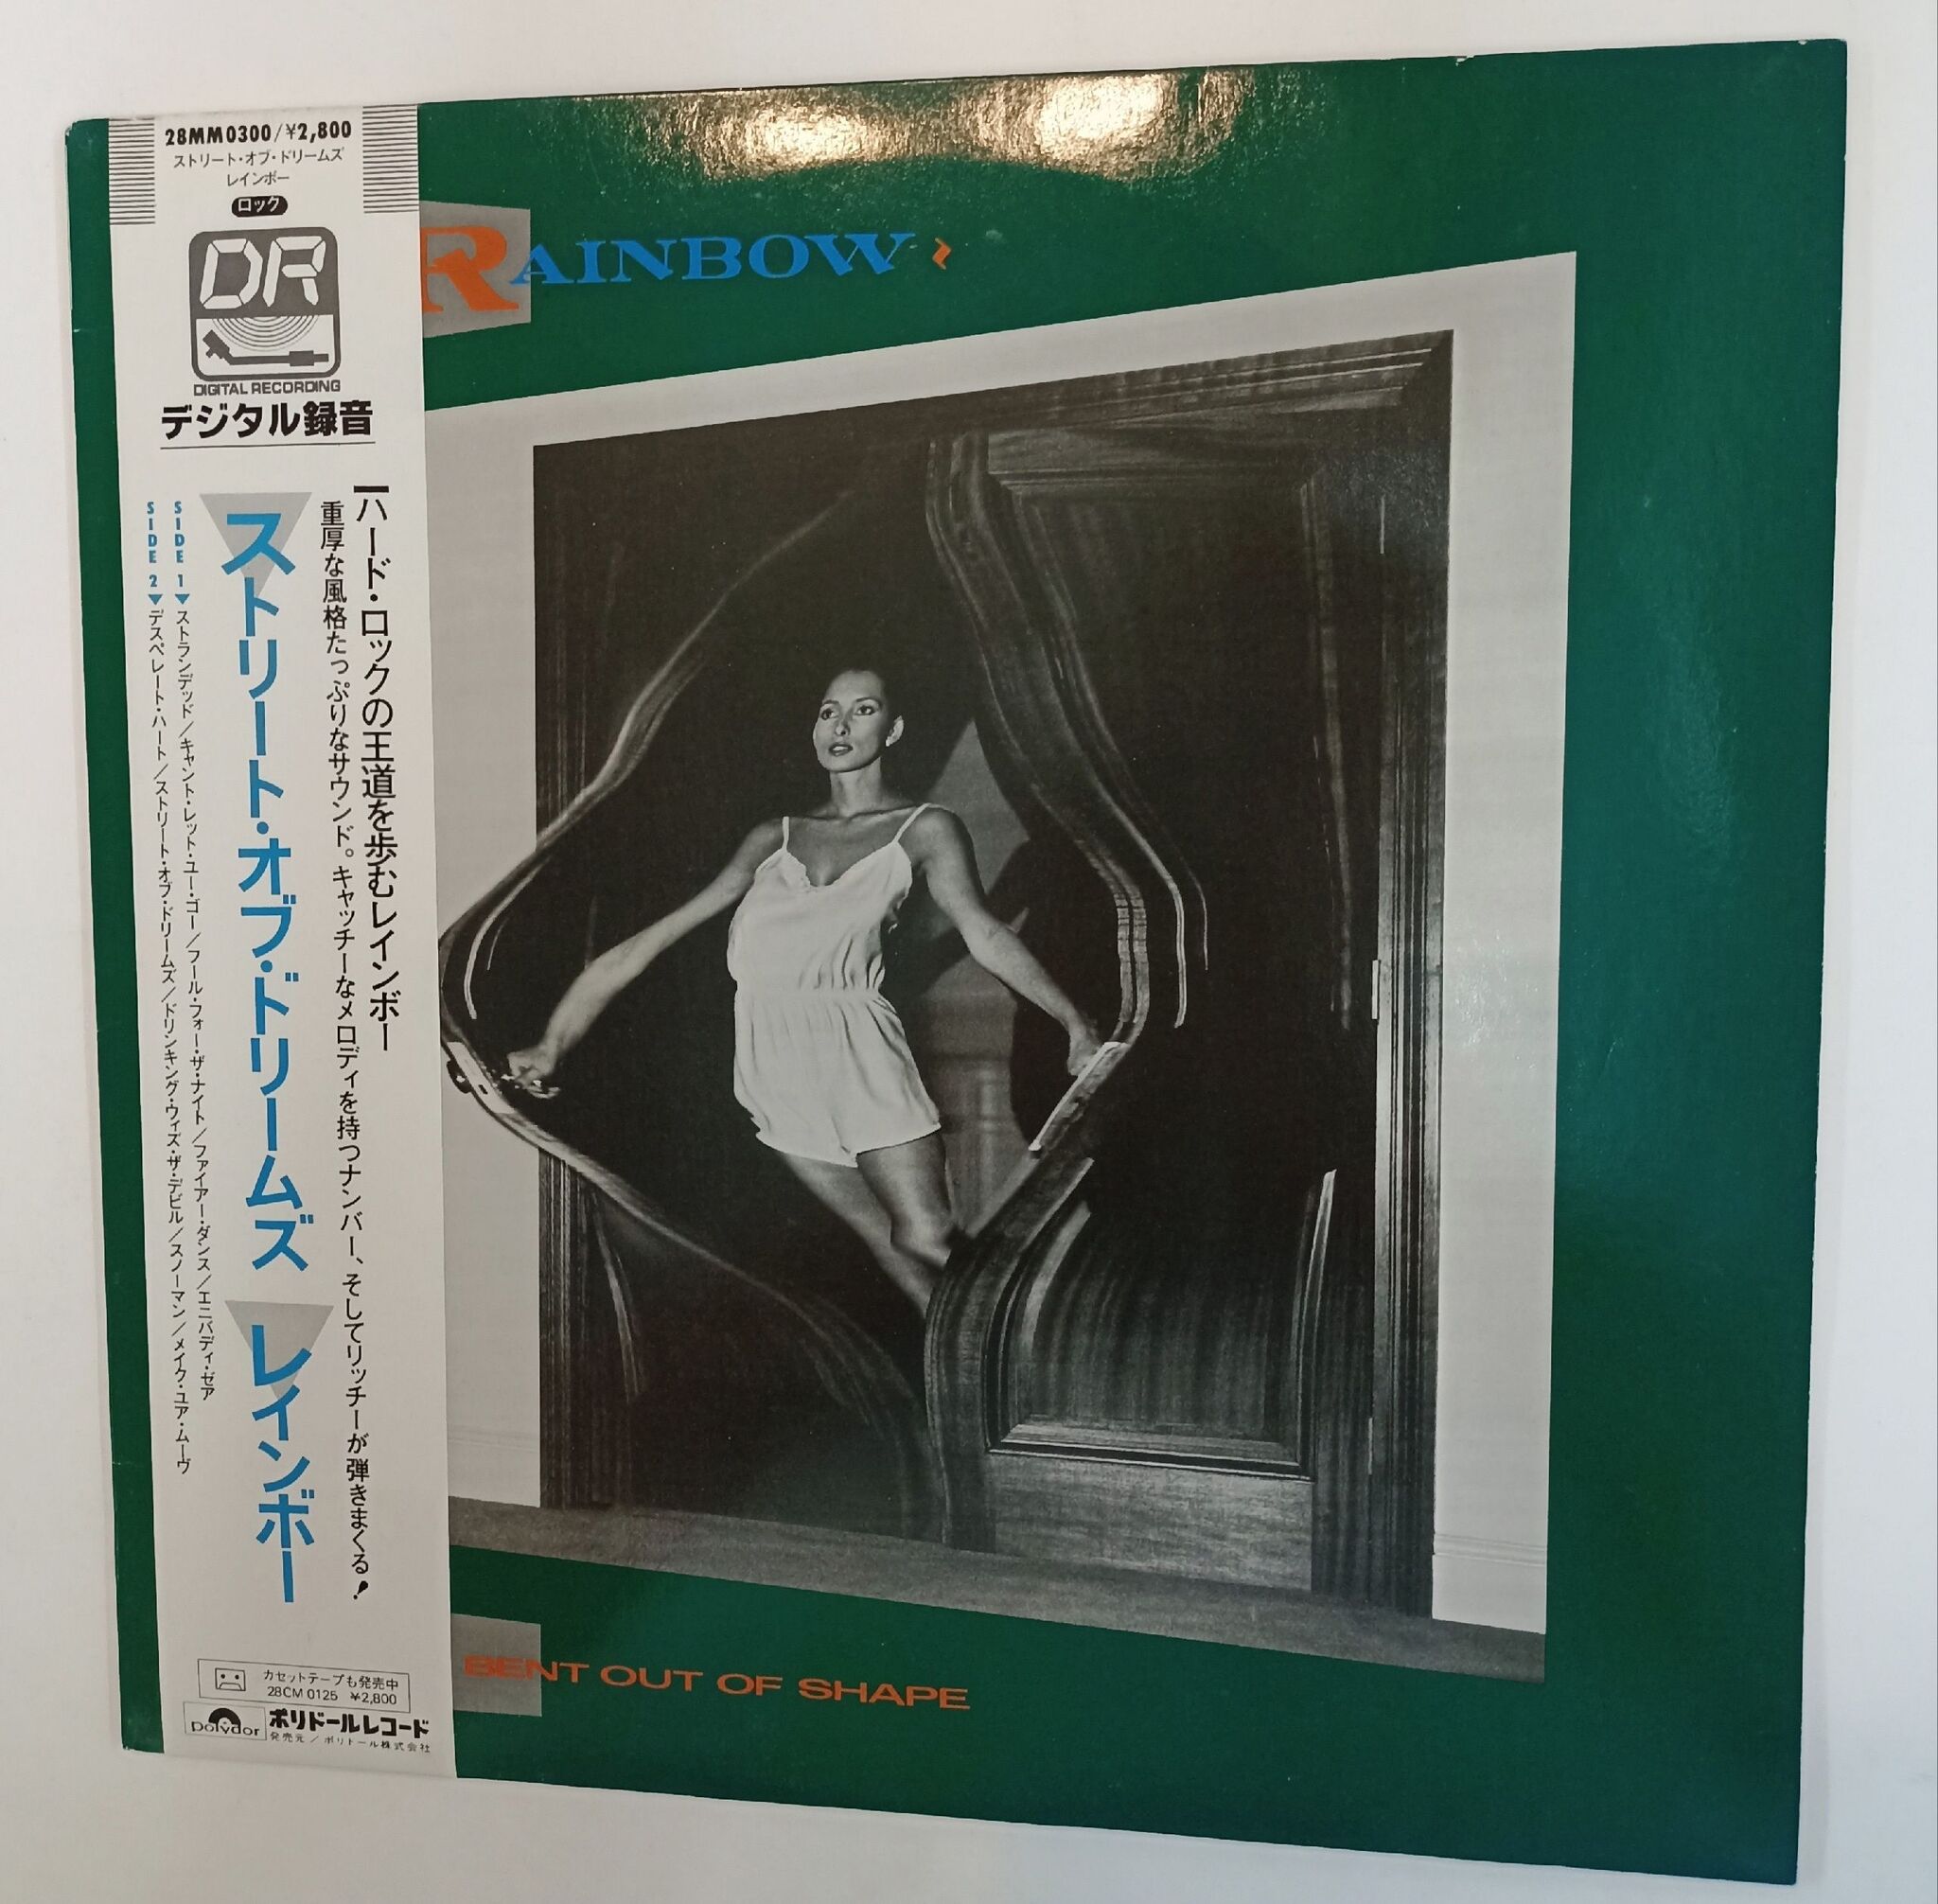 28MM0300/¥2,800
ストリート・オブ・ドリームズ
レインボー
ロック
DR
DIGITAL RECORDING
デジタル録音
ハード・ロックの王道を歩むレインボー
重厚な風格たっぷりなサウンド。キャッチーなメロディを持つナンバー、そしてリッチーが弾きまくる!
ストリート・オブ・ドリームズ レインボー
SIDE 1▼ストランデッド/キャント・レット・ユー・ゴー/フール・フォー・ザ・ナイト/ファイアー・ダンス/エニバディ・ゼア
SIDE 2▼デスペレート・ハート/ストリート・オブ・ドリームズ/ドリンキング・ウィズ・ザ・デビル/スノーマン/メイク・ユア・ムーヴ
カセットテープも発売中
28CM0125 ¥2,800
polydor ポリドールレコード
発売元/ポリドール株式会社
RAINBOW
BENT OUT OF SHAPE